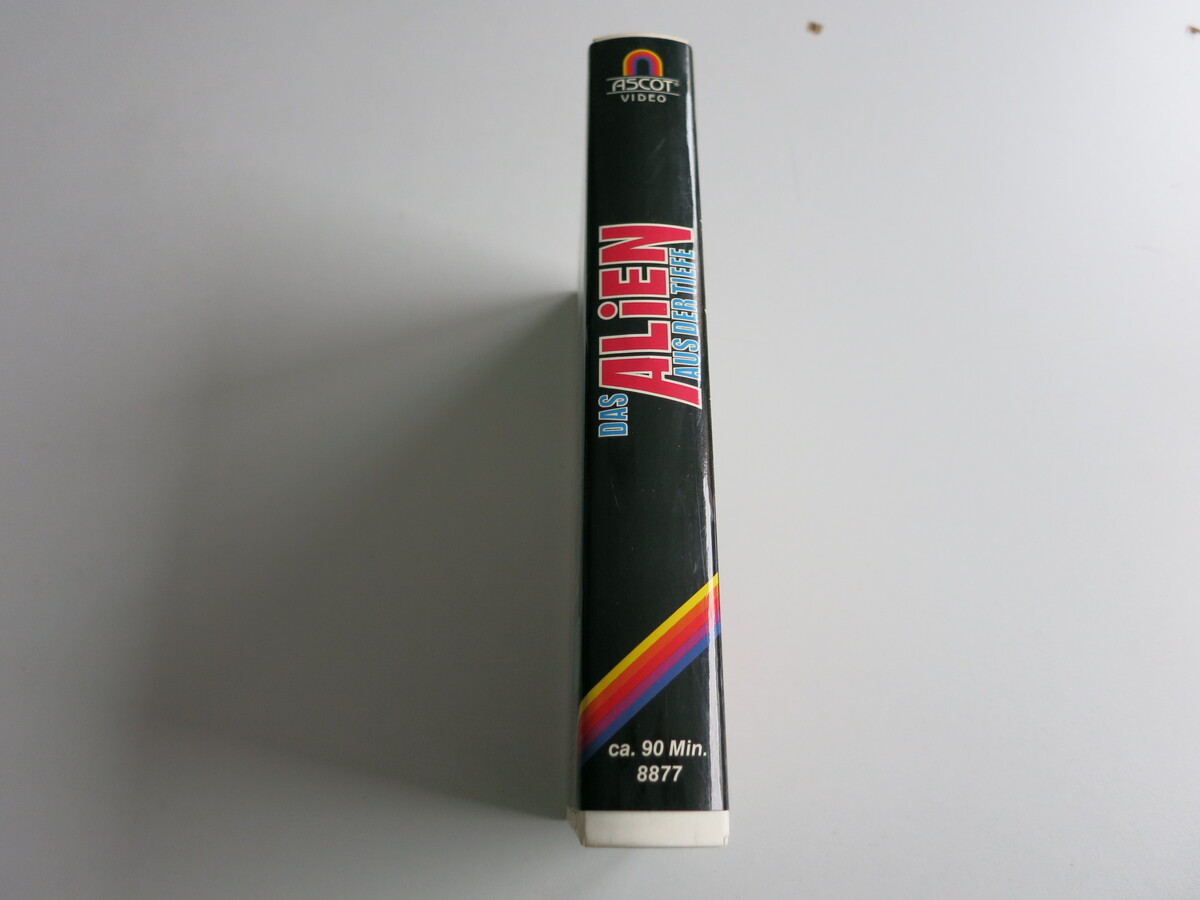 ASCOT
VIDEO
DAS
ALiEN
AUS DER TIEFE
ca. 90 Min.
8877